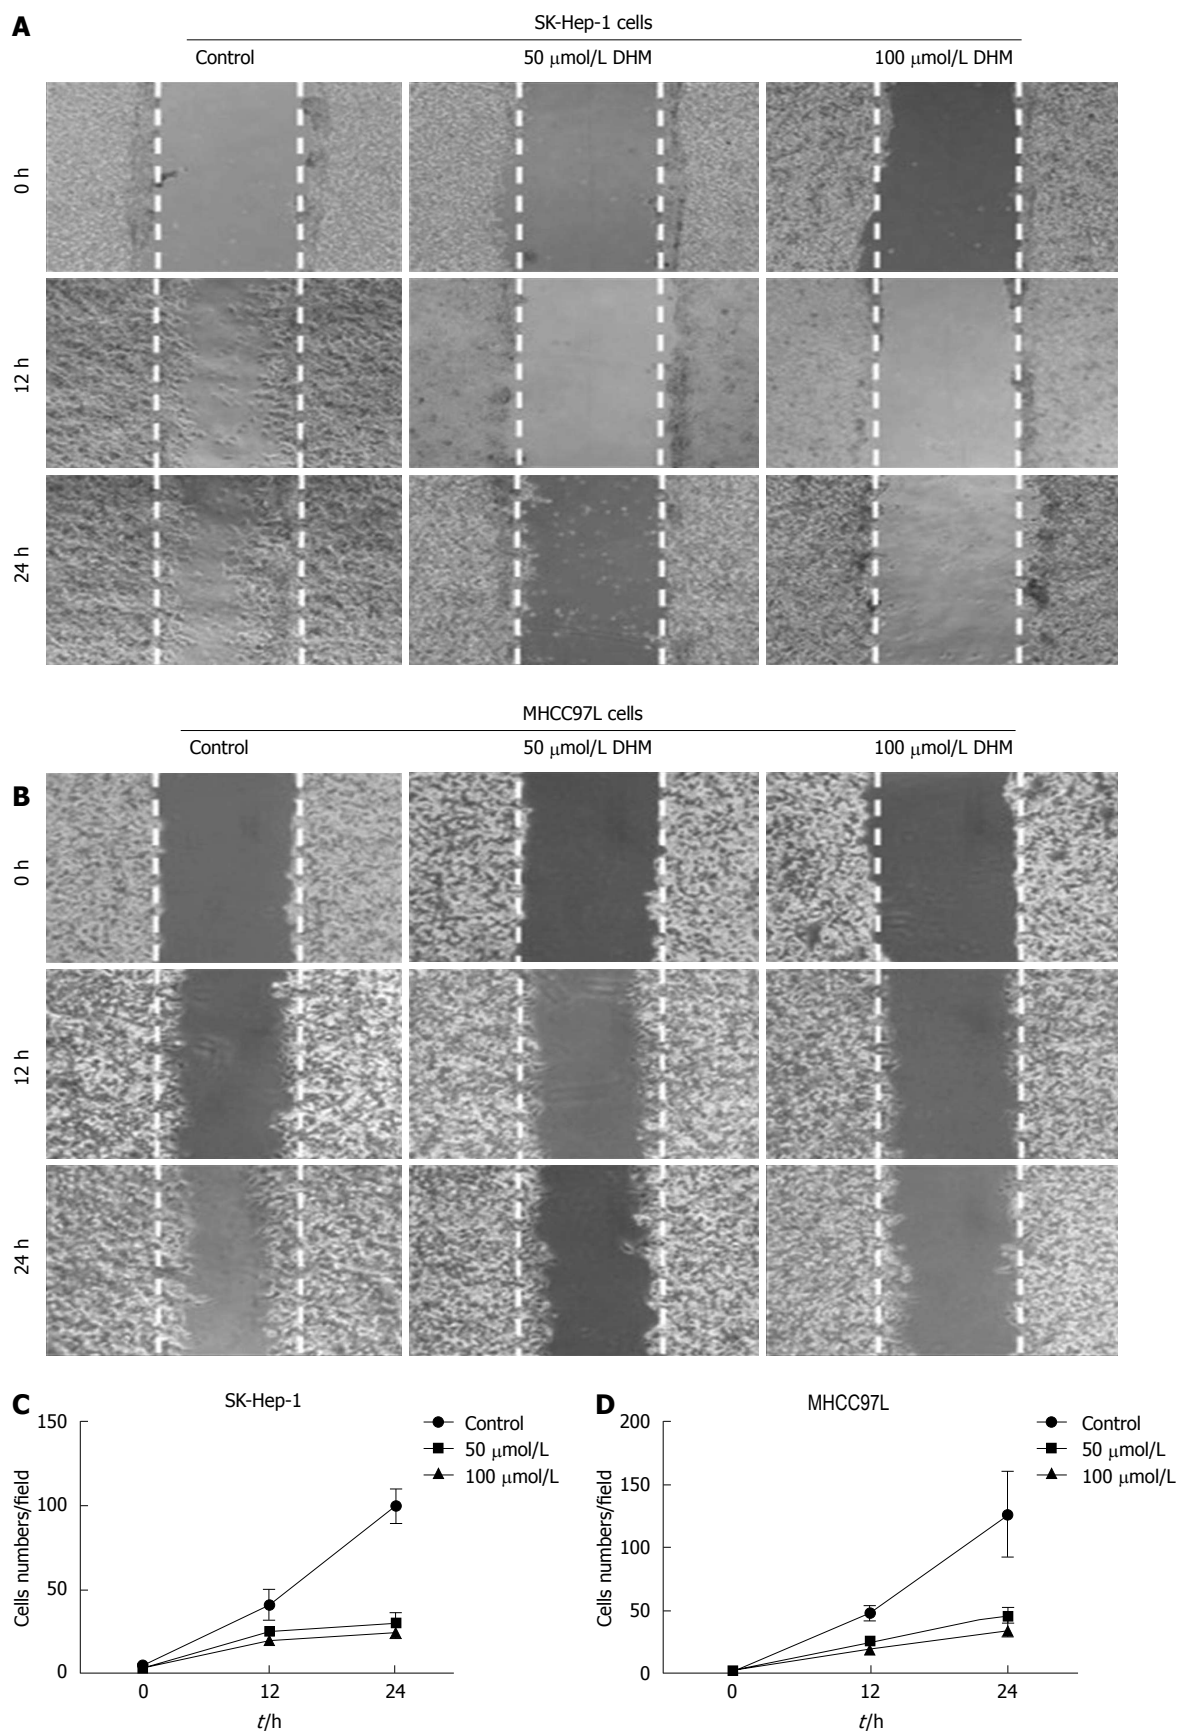 A
SK-Hep-1 cells
Control
50 μmol/L DHM
100 μmol/L DHM
0 h
12 h
24 h
MHCC97L cells
Control
50 μmol/L DHM
100 μmol/L DHM
B
0 h
12 h
24 h
C
SK-Hep-1
150
100
50
0
Cells numbers/field
0
12
24
t/h
Control
50 μmol/L
100 μmol/L
D
MHCC97L
200
150
100
50
0
Cells numbers/field
0
12
24
t/h
Control
50 μmol/L
100 μmol/L